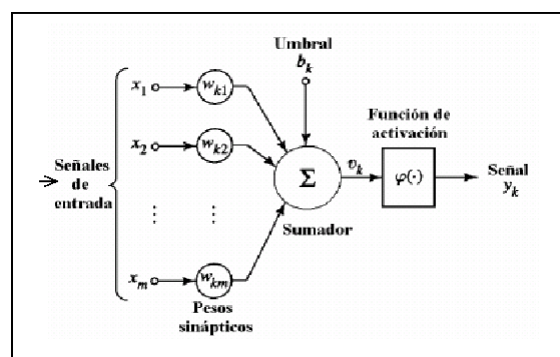 Umbral
b_k
Función de
activación
x_1
w_k1
x_2
w_k2
Señales
de
entrada
Σ
v_k
φ(·)
Señal
y_k
Sumador
x_m
w_km
Pesos
sinápticos